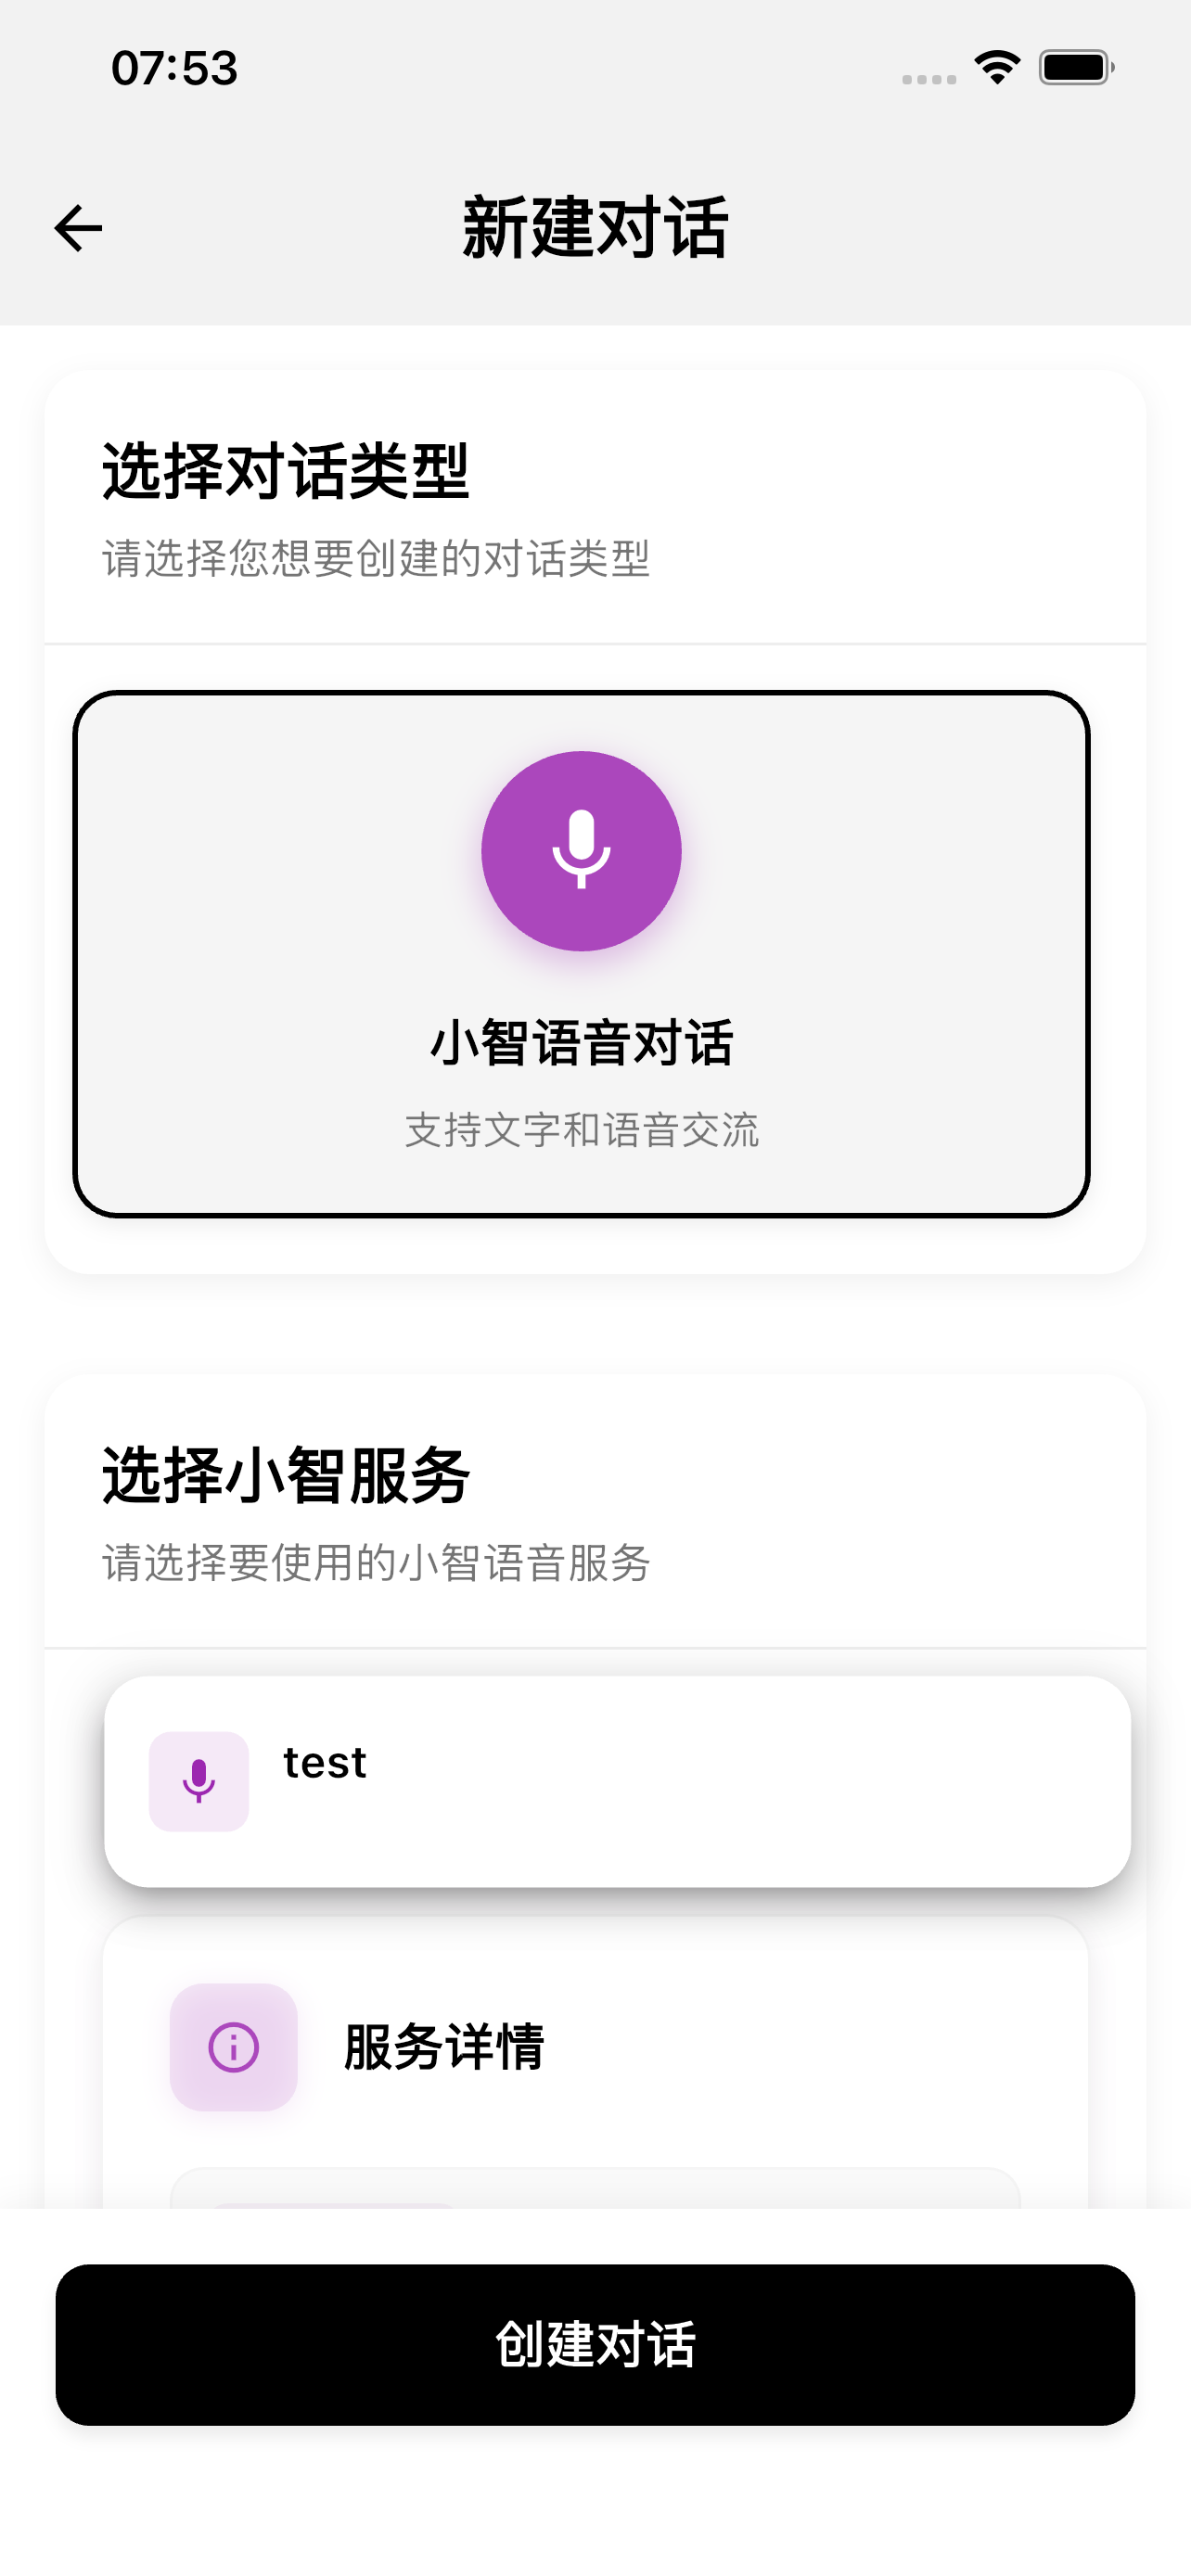 07:53
新建对话
选择对话类型
请选择您想要创建的对话类型
小智语音对话
支持文字和语音交流
选择小智服务
请选择要使用的小智语音服务
test
服务详情
创建对话